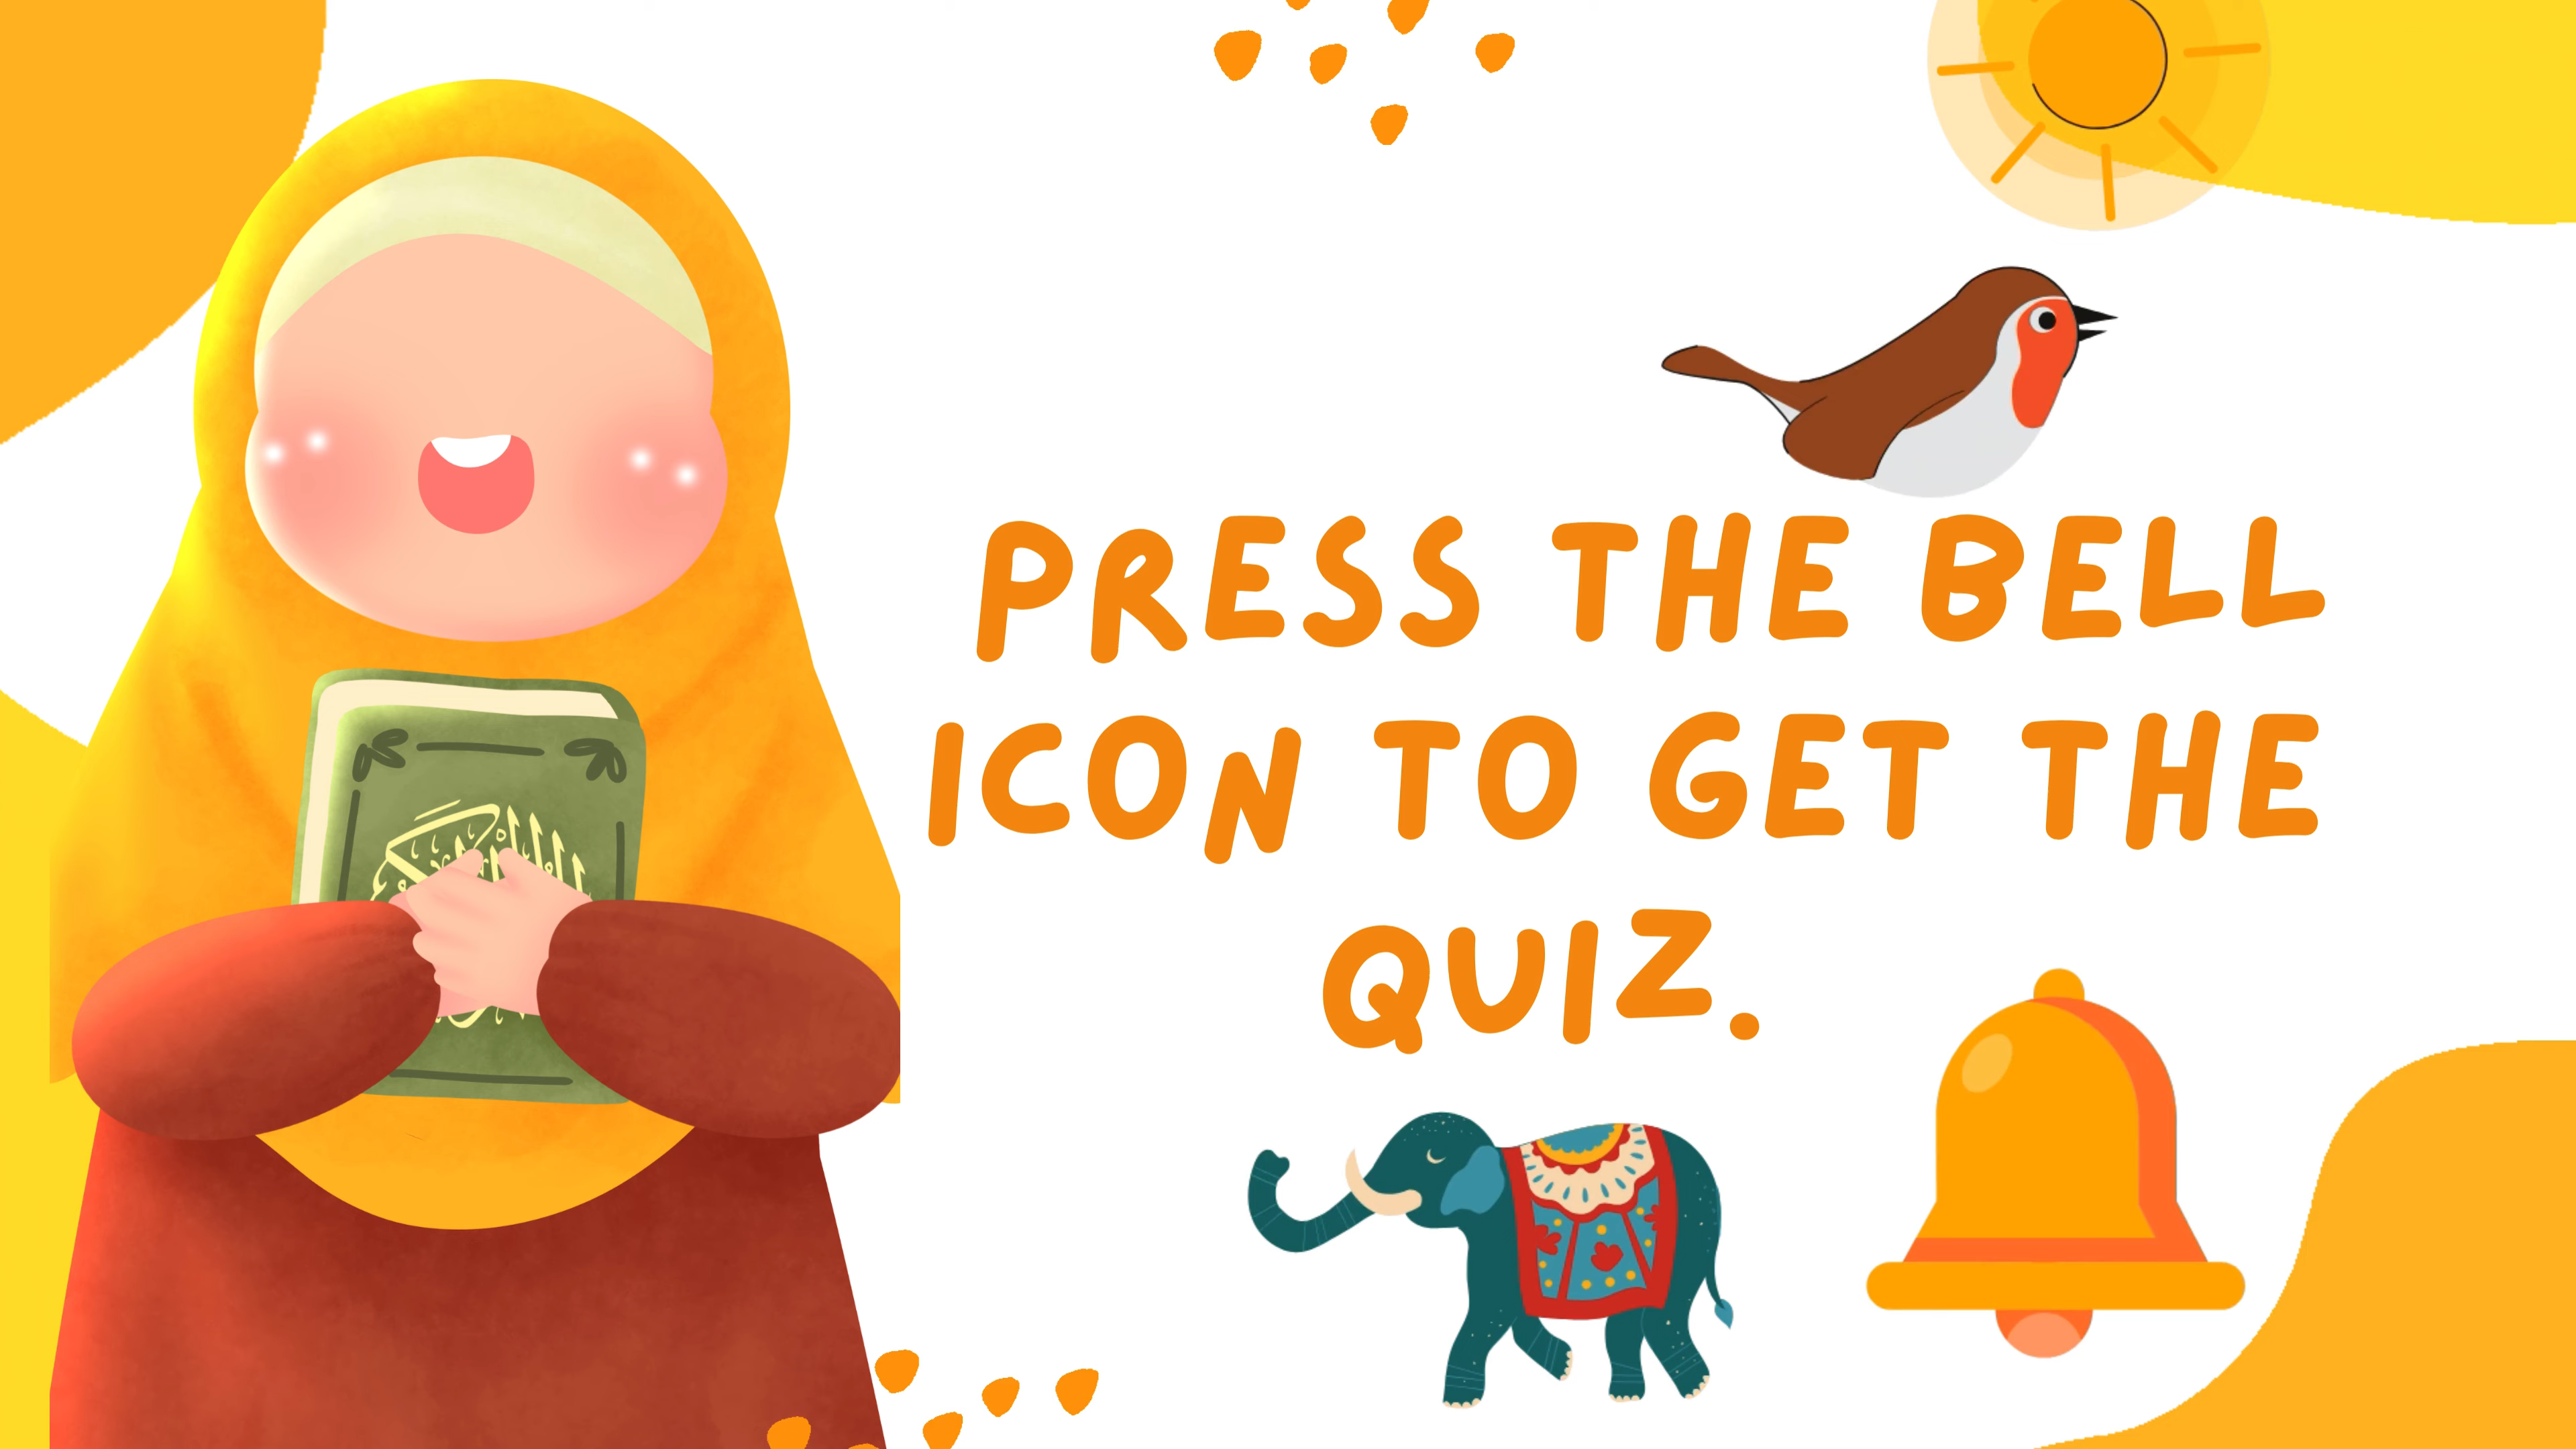 PRESS THE BELL
ICON TO GET THE
QUIZ.